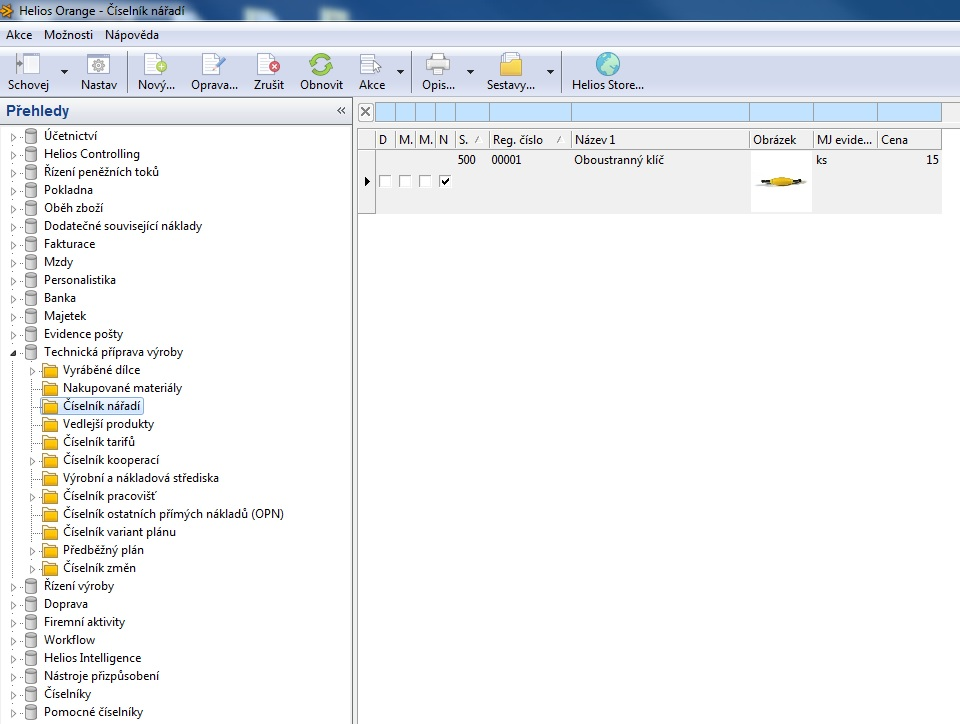 Helios Orange - Číselník nářadí
Akce Možnosti Nápověda
Schovej Nastav Nový... Oprava... Zrušit Obnovit Akce Opis... Sestavy... Helios Store...
Přehledy «
Účetnictví
Helios Controlling
Řízení peněžních toků
Pokladna
Oběh zboží
Dodatečné související náklady
Fakturace
Mzdy
Personalistika
Banka
Majetek
Evidence pošty
Technická příprava výroby
Vyráběné dílce
Nakupované materiály
Číselník nářadí
Vedlejší produkty
Číselník tarifů
Číselník kooperací
Výrobní a nákladová střediska
Číselník pracovišť
Číselník ostatních přímých nákladů (OPN)
Číselník variant plánu
Předběžný plán
Číselník změn
Řízení výroby
Doprava
Firemní aktivity
Workflow
Helios Intelligence
Nástroje přizpůsobení
Číselníky
Pomocné číselníky
D M. M. N S. Reg. číslo Název 1 Obrázek MJ evide... Cena
500 00001 Oboustranný klíč ks 15